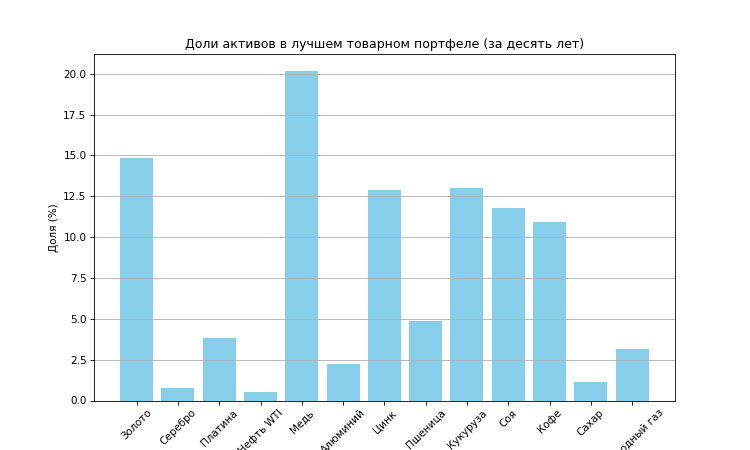 Доли активов в лучшем товарном портфеле (за десять лет)
Доля (%)
20.0
17.5
15.0
12.5
10.0
7.5
5.0
2.5
0.0
Золото
Серебро
Платина
Нефть WTI
Медь
Алюминий
Цинк
Пшеница
Кукуруза
Соя
Кофе
Сахар
одный газ